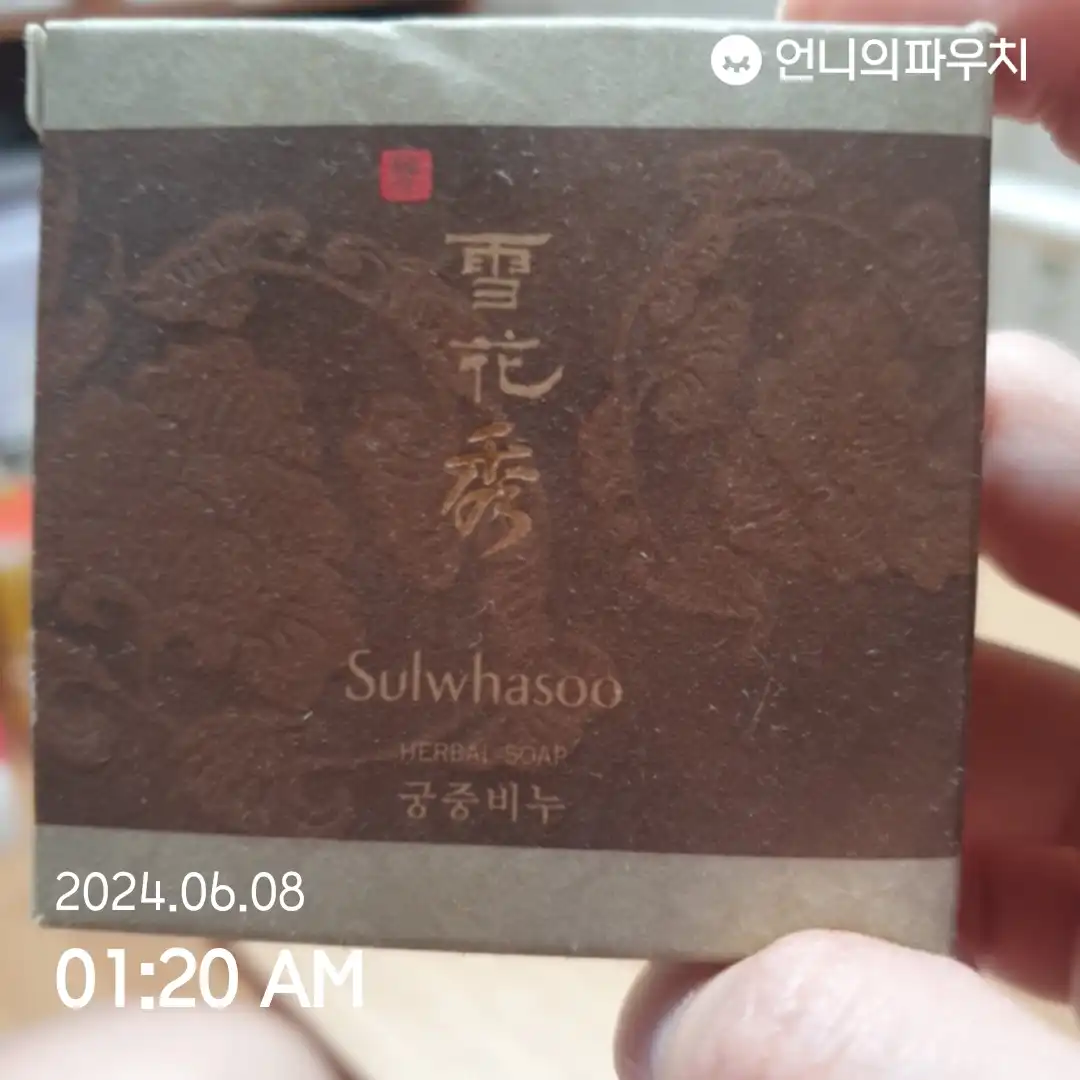 언니의파우치
雪
花
秀
Sulwhasoo
HERBAL SOAP
궁중비누
2024.06.08
01:20 AM